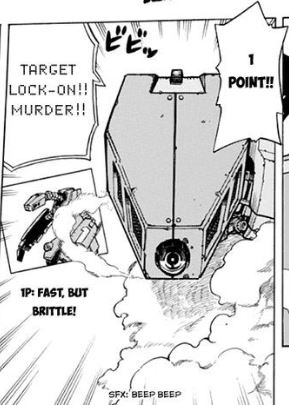 1
POINT!!
ビビッ
TARGET
LOCK-ON!!
MURDER!!
1P: FAST, BUT
BRITTLE!
SFX: BEEP BEEP